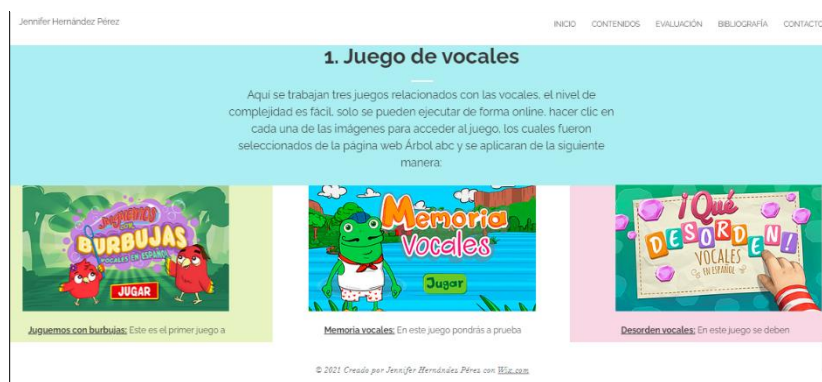 Jennifer Hernández Pérez
INICIO CONTENIDOS EVALUACIÓN BIBLIOGRAFÍA CONTACTO
1. Juego de vocales
Aquí se trabajan tres juegos relacionados con las vocales, el nivel de
complejidad es fácil, solo se pueden ejecutar de forma online, hacer clic en
cada una de las imágenes para acceder al juego, los cuales fueron
seleccionados de la página web Árbol abc y se aplicaran de la siguiente
manera:
BURBUJAS
VOCALES EN ESPAÑOL
JUGAR
Memoria
Vocales
Jugar
¡Qué
DESORDEN!
VOCALES
EN ESPAÑOL
Juguemos con burbujas: Este es el primer juego a
Memoria vocales: En este juego pondrás a prueba
Desorden vocales: En este juego se deben
© 2021 Creado por Jennifer Hernández Pérez con Wix.com